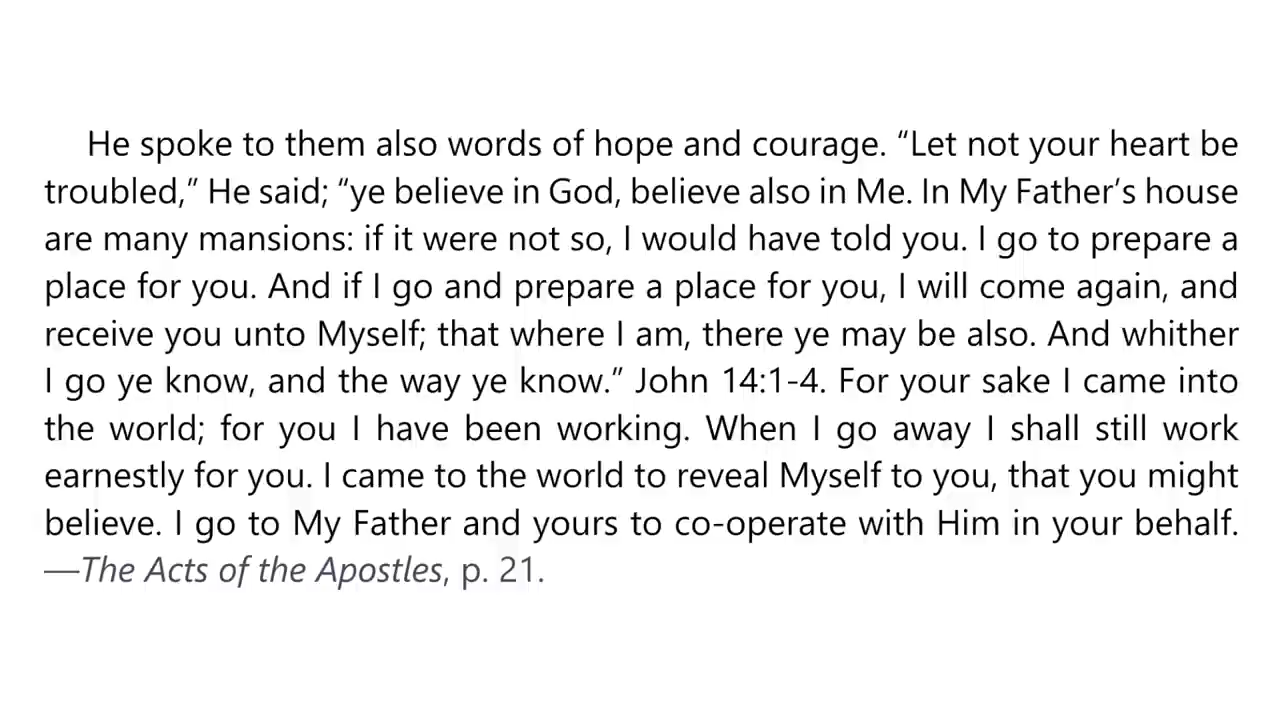 He spoke to them also words of hope and courage. “Let not your heart be
troubled,” He said; “ye believe in God, believe also in Me. In My Father’s house
are many mansions: if it were not so, I would have told you. I go to prepare a
place for you. And if I go and prepare a place for you, I will come again, and
receive you unto Myself; that where I am, there ye may be also. And whither
I go ye know, and the way ye know.” John 14:1-4. For your sake I came into
the world; for you I have been working. When I go away I shall still work
earnestly for you. I came to the world to reveal Myself to you, that you might
believe. I go to My Father and yours to co-operate with Him in your behalf.
—The Acts of the Apostles, p. 21.